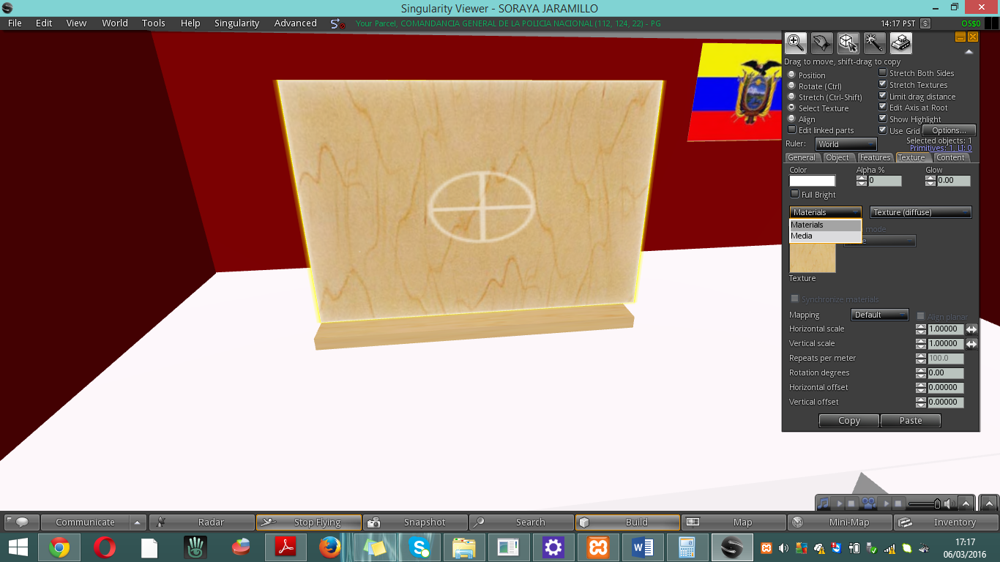 Singularity Viewer - SORAYA JARAMILLO
File Edit View World Tools Help Singularity Advanced Your Parcel, COMANDANCIA GENERAL DE LA POLICIA NACIONAL (112, 124, 22) - PG 14:17 PST $ OS$0
Drag to move, shift-drag to copy
Position Stretch Both Sides
Rotate (Ctrl) Stretch Textures
Stretch (Ctrl-Shift) Limit drag distance
Select Texture Edit Axis at Root
Align Show Highlight
Edit linked parts Use Grid Options...
Ruler: World Selected objects: 1
Primitives: 1, LI: 0
General Object Features Texture Content
Color Alpha % Glow
0 0.00
Full Bright
Materials Texture (diffuse)
Materials
mode
Media
Texture
Synchronize materials
Mapping Default Align planar
Horizontal scale 1.00000
Vertical scale 1.00000
Repeats per meter 100.0
Rotation degrees 0.00
Horizontal offset 0.00000
Vertical offset 0.00000
Copy Paste
Communicate Radar Stop Flying Snapshot Search Build Map Mini-Map Inventory
17:17
06/03/2016